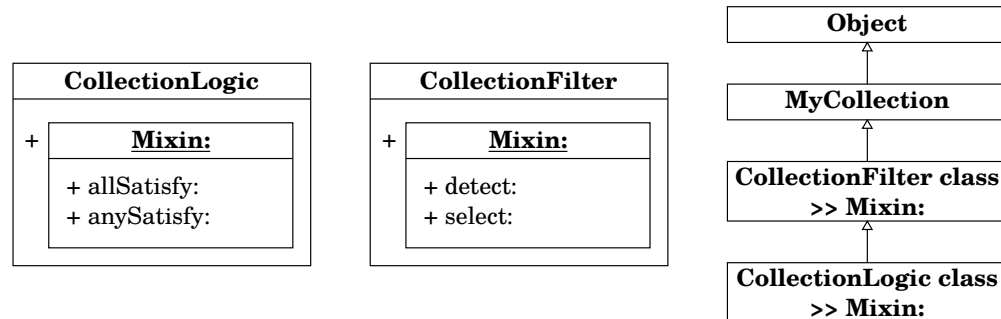 CollectionLogic
+
Mixin:
+ allSatisfy:
+ anySatisfy:
CollectionFilter
+
Mixin:
+ detect:
+ select:
Object
MyCollection
CollectionFilter class
>> Mixin:
CollectionLogic class
>> Mixin: